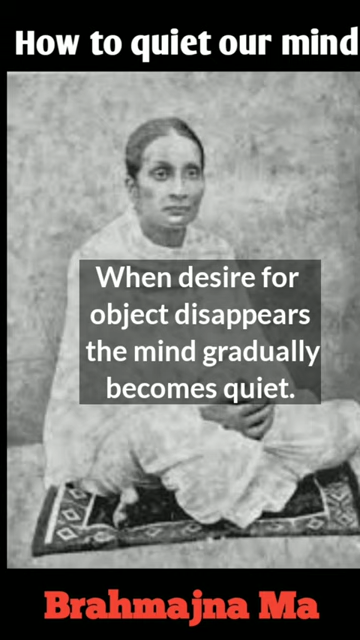 How to quiet our mind
When desire for
object disappears
the mind gradually
becomes quiet.
Brahmajna Ma